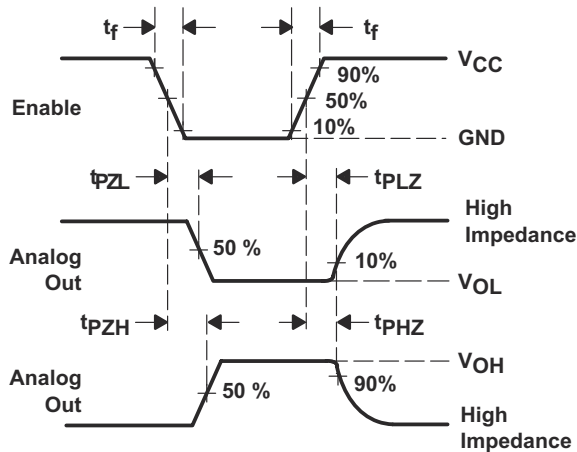 tf
tf
VCC
90%
50%
10%
Enable
GND
tPZL
tPLZ
High
Impedance
50 %
10%
Analog
Out
VOL
tPZH
tPHZ
VOH
Analog
Out
50 %
90%
High
Impedance